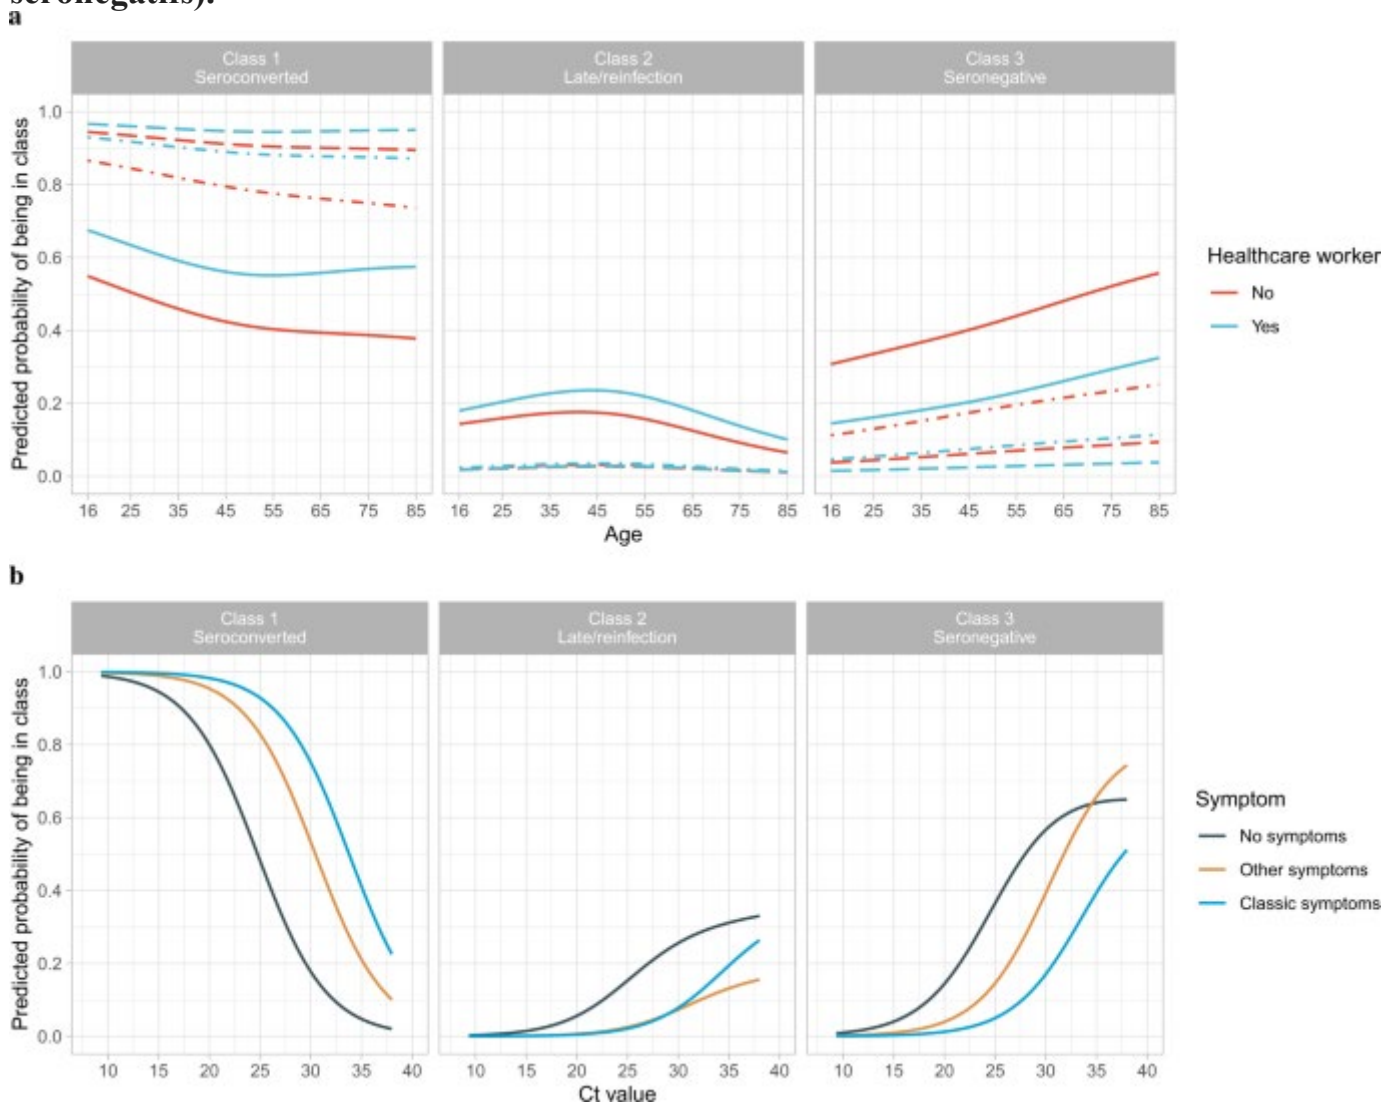 seronegatifs).
a
Class 1
Seroconverted
Class 2
Late/reinfection
Class 3
Seronegative
Predicted probability of being in class
1.0
0.8
0.6
0.4
0.2
0.0
16 25 35 45 55 65 75 85
16 25 35 45 55 65 75 85
16 25 35 45 55 65 75 85
Age
Healthcare worker
No
Yes
b
Class 1
Seroconverted
Class 2
Late/reinfection
Class 3
Seronegative
Predicted probability of being in class
1.0
0.8
0.6
0.4
0.2
0.0
10 15 20 25 30 35 40
10 15 20 25 30 35 40
10 15 20 25 30 35 40
Ct value
Symptom
No symptoms
Other symptoms
Classic symptoms